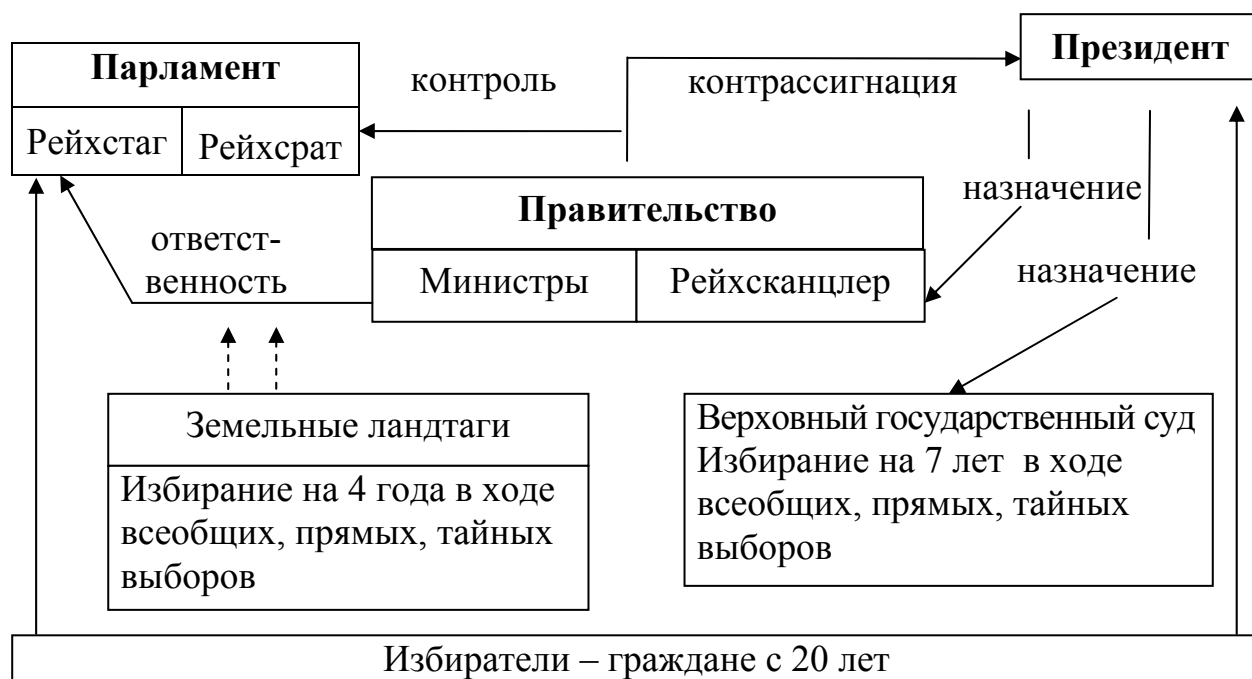 Парламент
Рейхстаг
Рейхсрат
контроль
контрассигнация
Президент
Правительство
Министры
Рейхсканцлер
назначение
назначение
ответст-
венность
Земельные ландтаги
Избирание на 4 года в ходе
всеобщих, прямых, тайных
выборов
Верховный государственный суд
Избирание на 7 лет в ходе
всеобщих, прямых, тайных
выборов
Избиратели – граждане с 20 лет